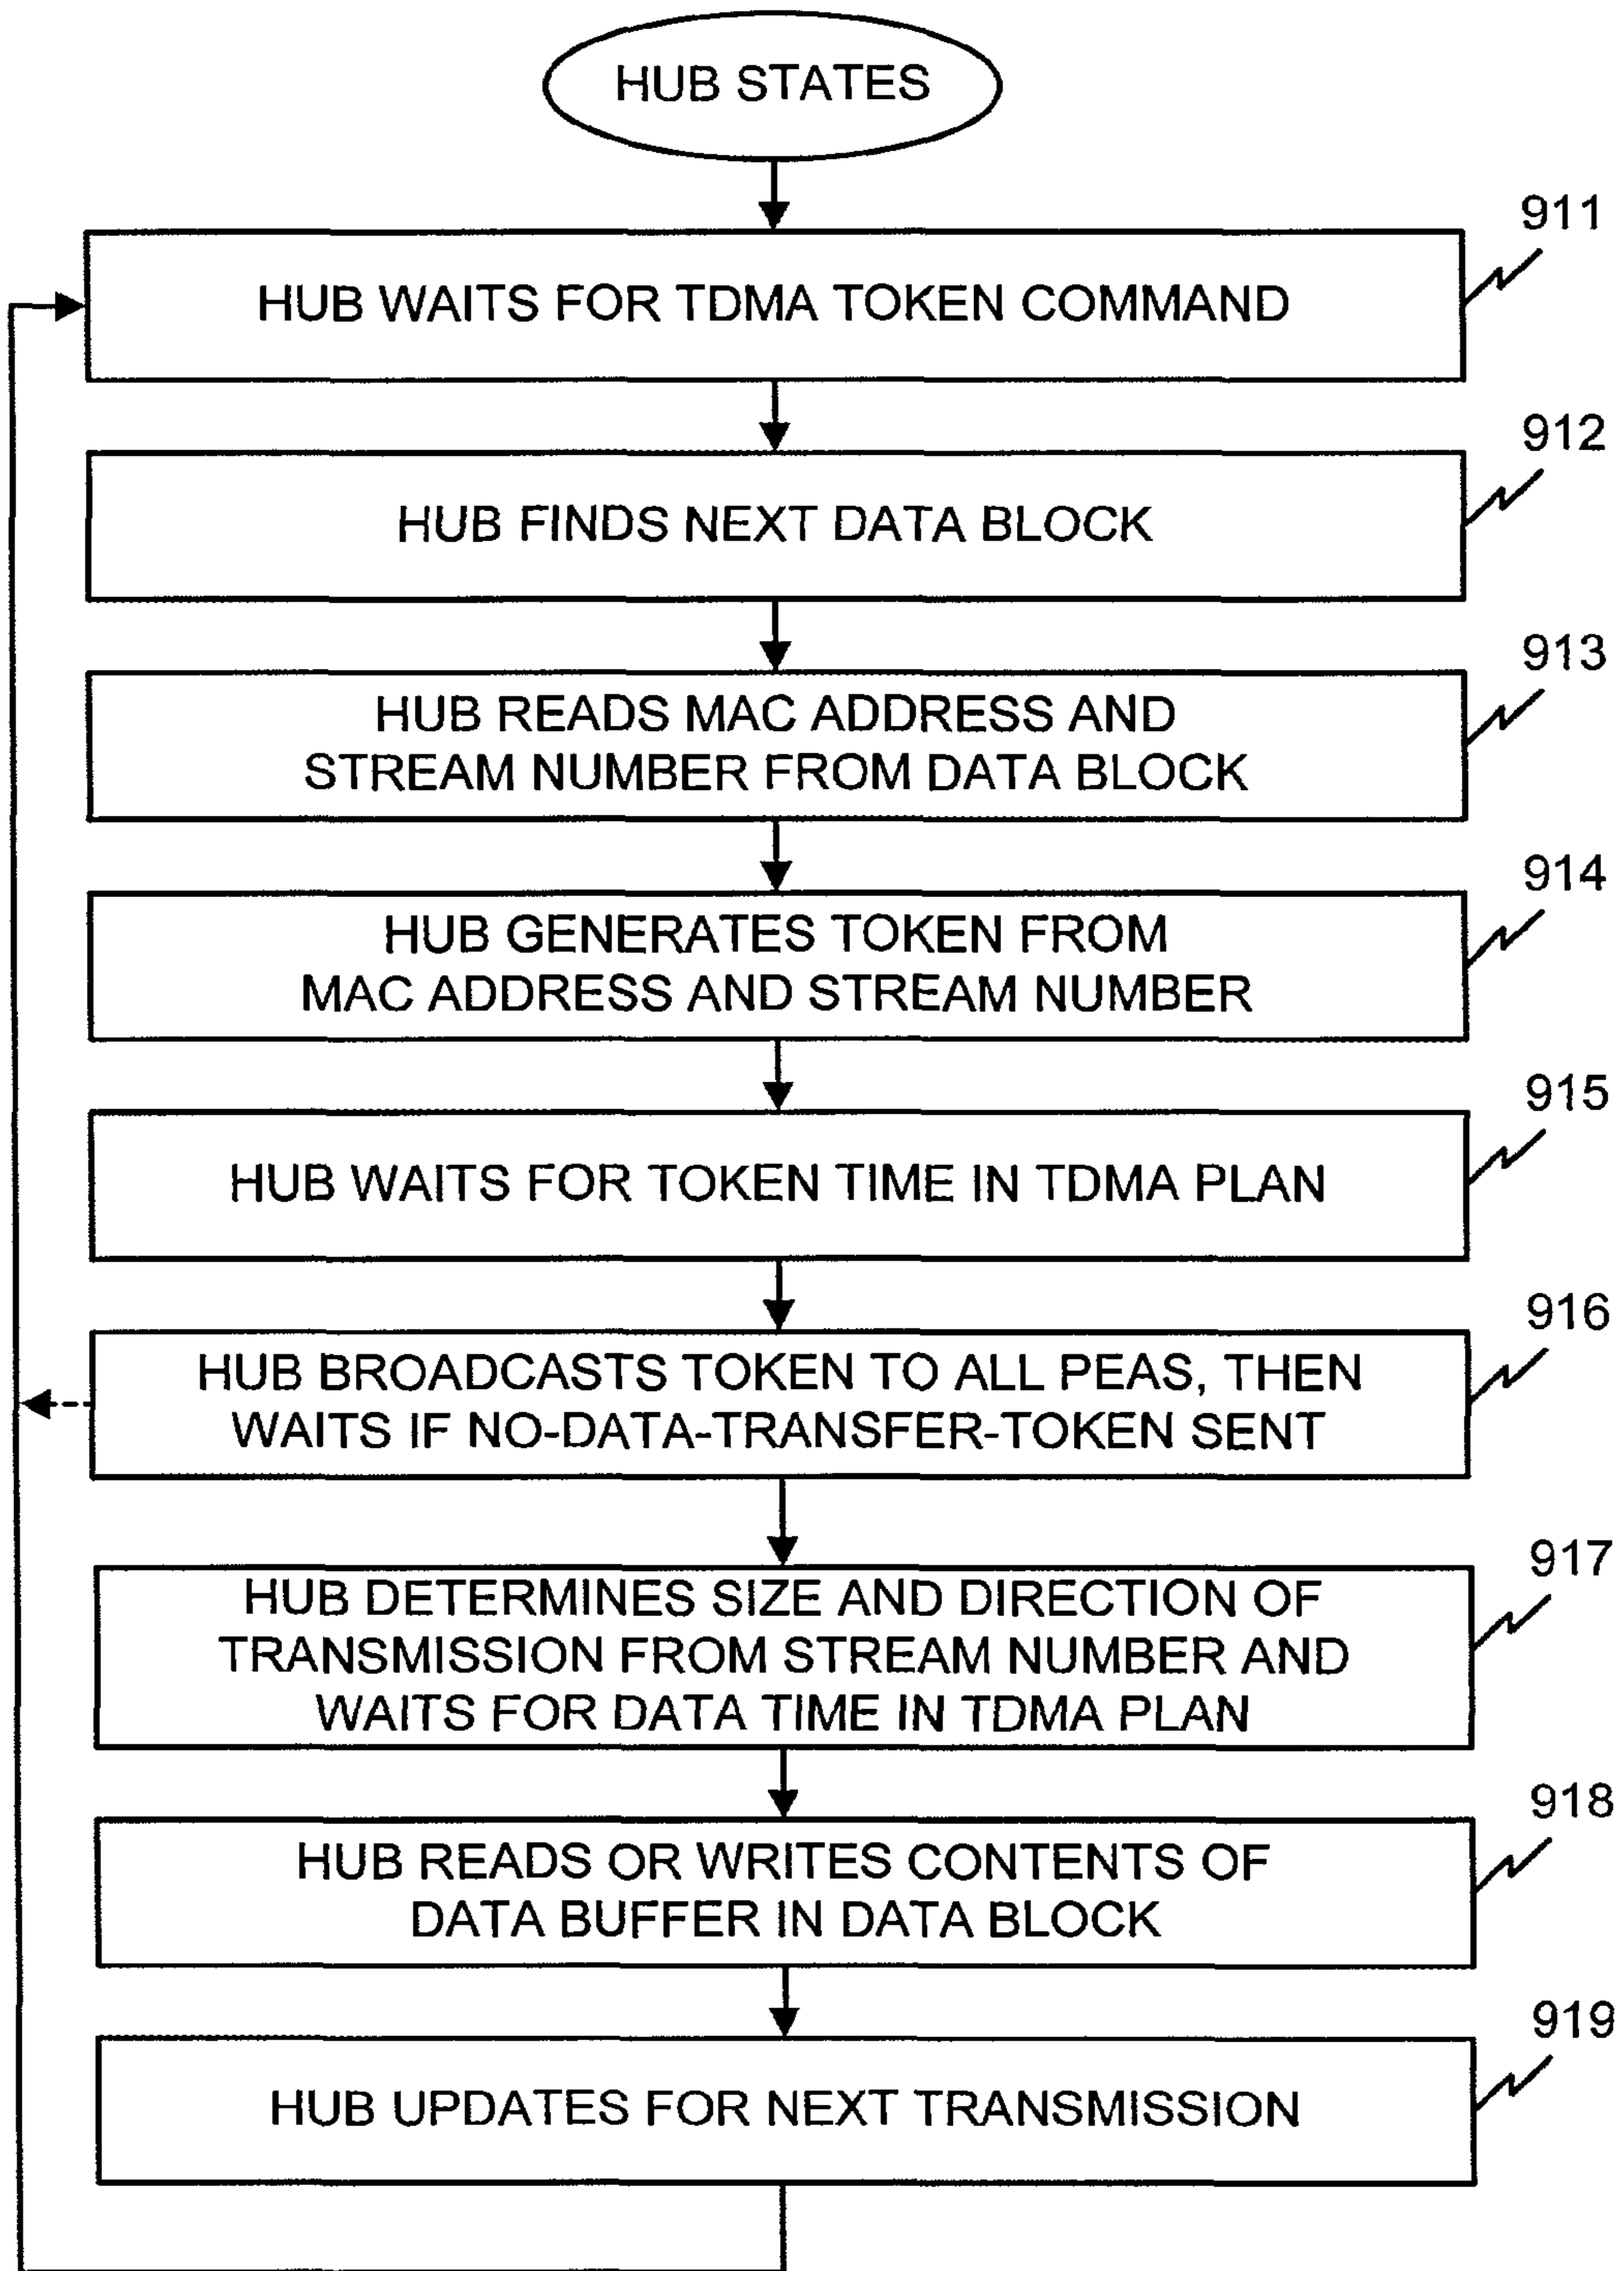 HUB STATES
911
HUB WAITS FOR TDMA TOKEN COMMAND
912
HUB FINDS NEXT DATA BLOCK
913
HUB READS MAC ADDRESS AND
STREAM NUMBER FROM DATA BLOCK
914
HUB GENERATES TOKEN FROM
MAC ADDRESS AND STREAM NUMBER
915
HUB WAITS FOR TOKEN TIME IN TDMA PLAN
916
HUB BROADCASTS TOKEN TO ALL PEAS, THEN
WAITS IF NO-DATA-TRANSFER-TOKEN SENT
917
HUB DETERMINES SIZE AND DIRECTION OF
TRANSMISSION FROM STREAM NUMBER AND
WAITS FOR DATA TIME IN TDMA PLAN
918
HUB READS OR WRITES CONTENTS OF
DATA BUFFER IN DATA BLOCK
919
HUB UPDATES FOR NEXT TRANSMISSION